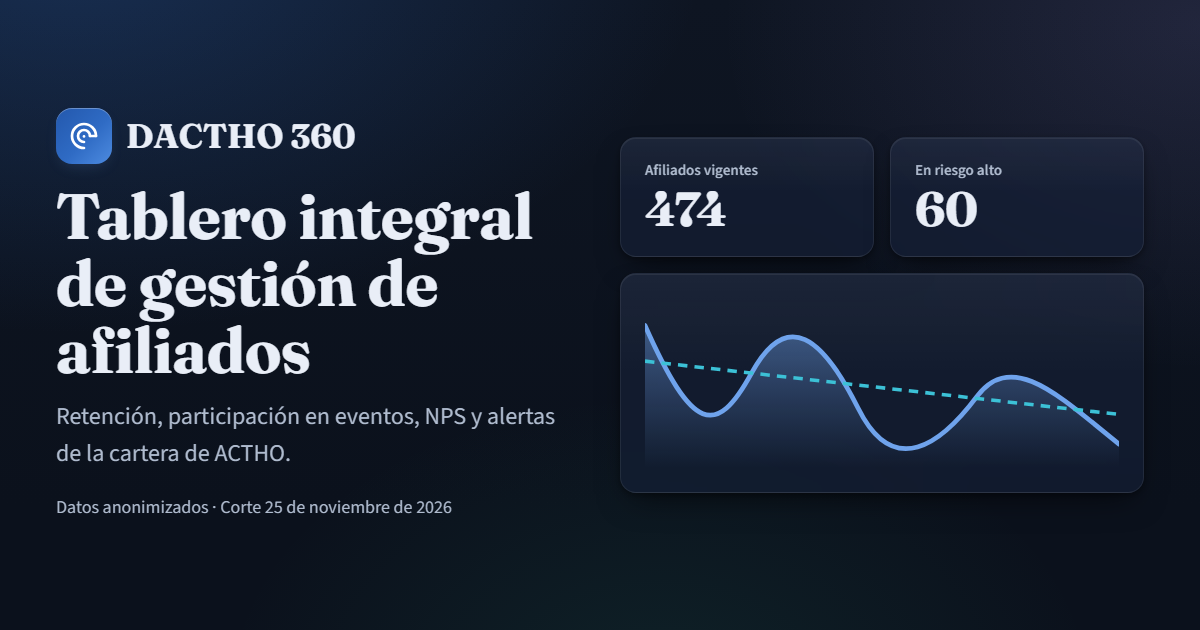 DACTHO 360
Tablero integral
de gestión de
afiliados
Retención, participación en eventos, NPS y alertas
de la cartera de ACTHO.
Datos anonimizados · Corte 25 de noviembre de 2026
Afiliados vigentes
474
En riesgo alto
60